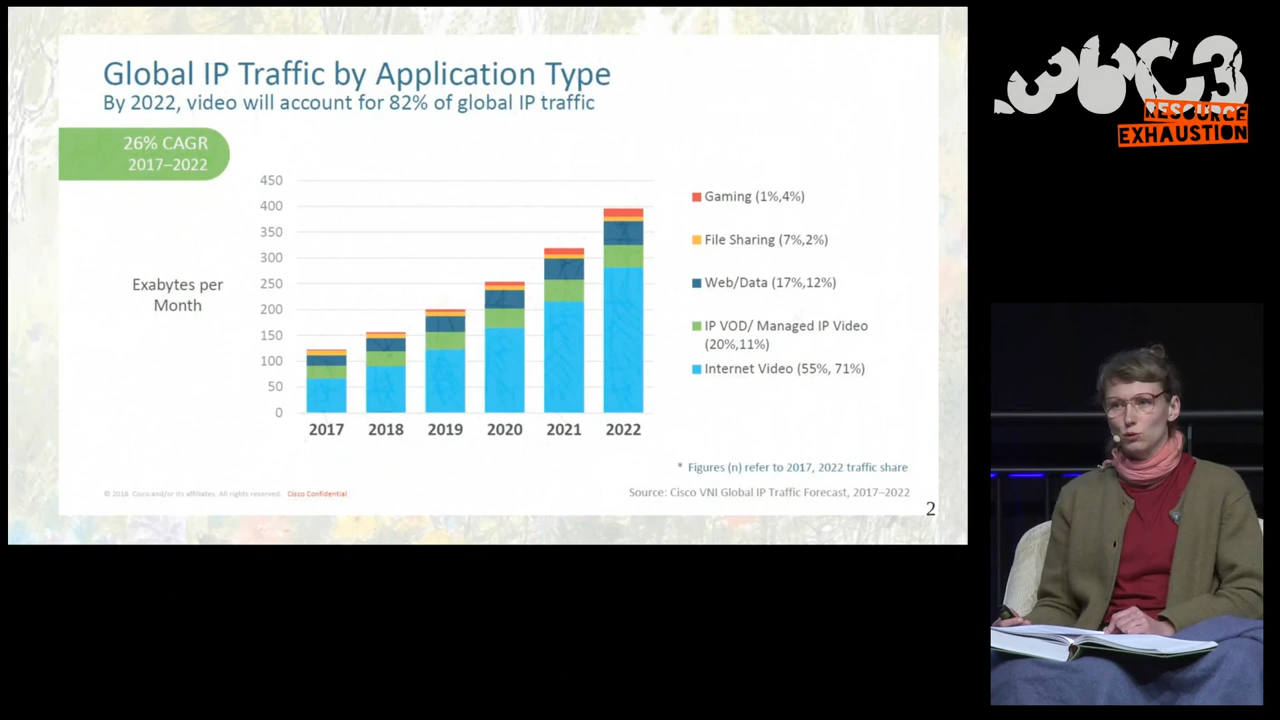 Global IP Traffic by Application Type
By 2022, video will account for 82% of global IP traffic
26% CAGR
2017–2022
Exabytes per
Month
450
400
350
300
250
200
150
100
50
0
2017 2018 2019 2020 2021 2022
Gaming (1%,4%)
File Sharing (7%,2%)
Web/Data (17%,12%)
IP VOD/ Managed IP Video
(20%,11%)
Internet Video (55%, 71%)
* Figures (n) refer to 2017, 2022 traffic share
© 2018 Cisco and/or its affiliates. All rights reserved. Cisco Confidential
Source: Cisco VNI Global IP Traffic Forecast, 2017–2022
2
36C3
RESOURCE
EXHAUSTION